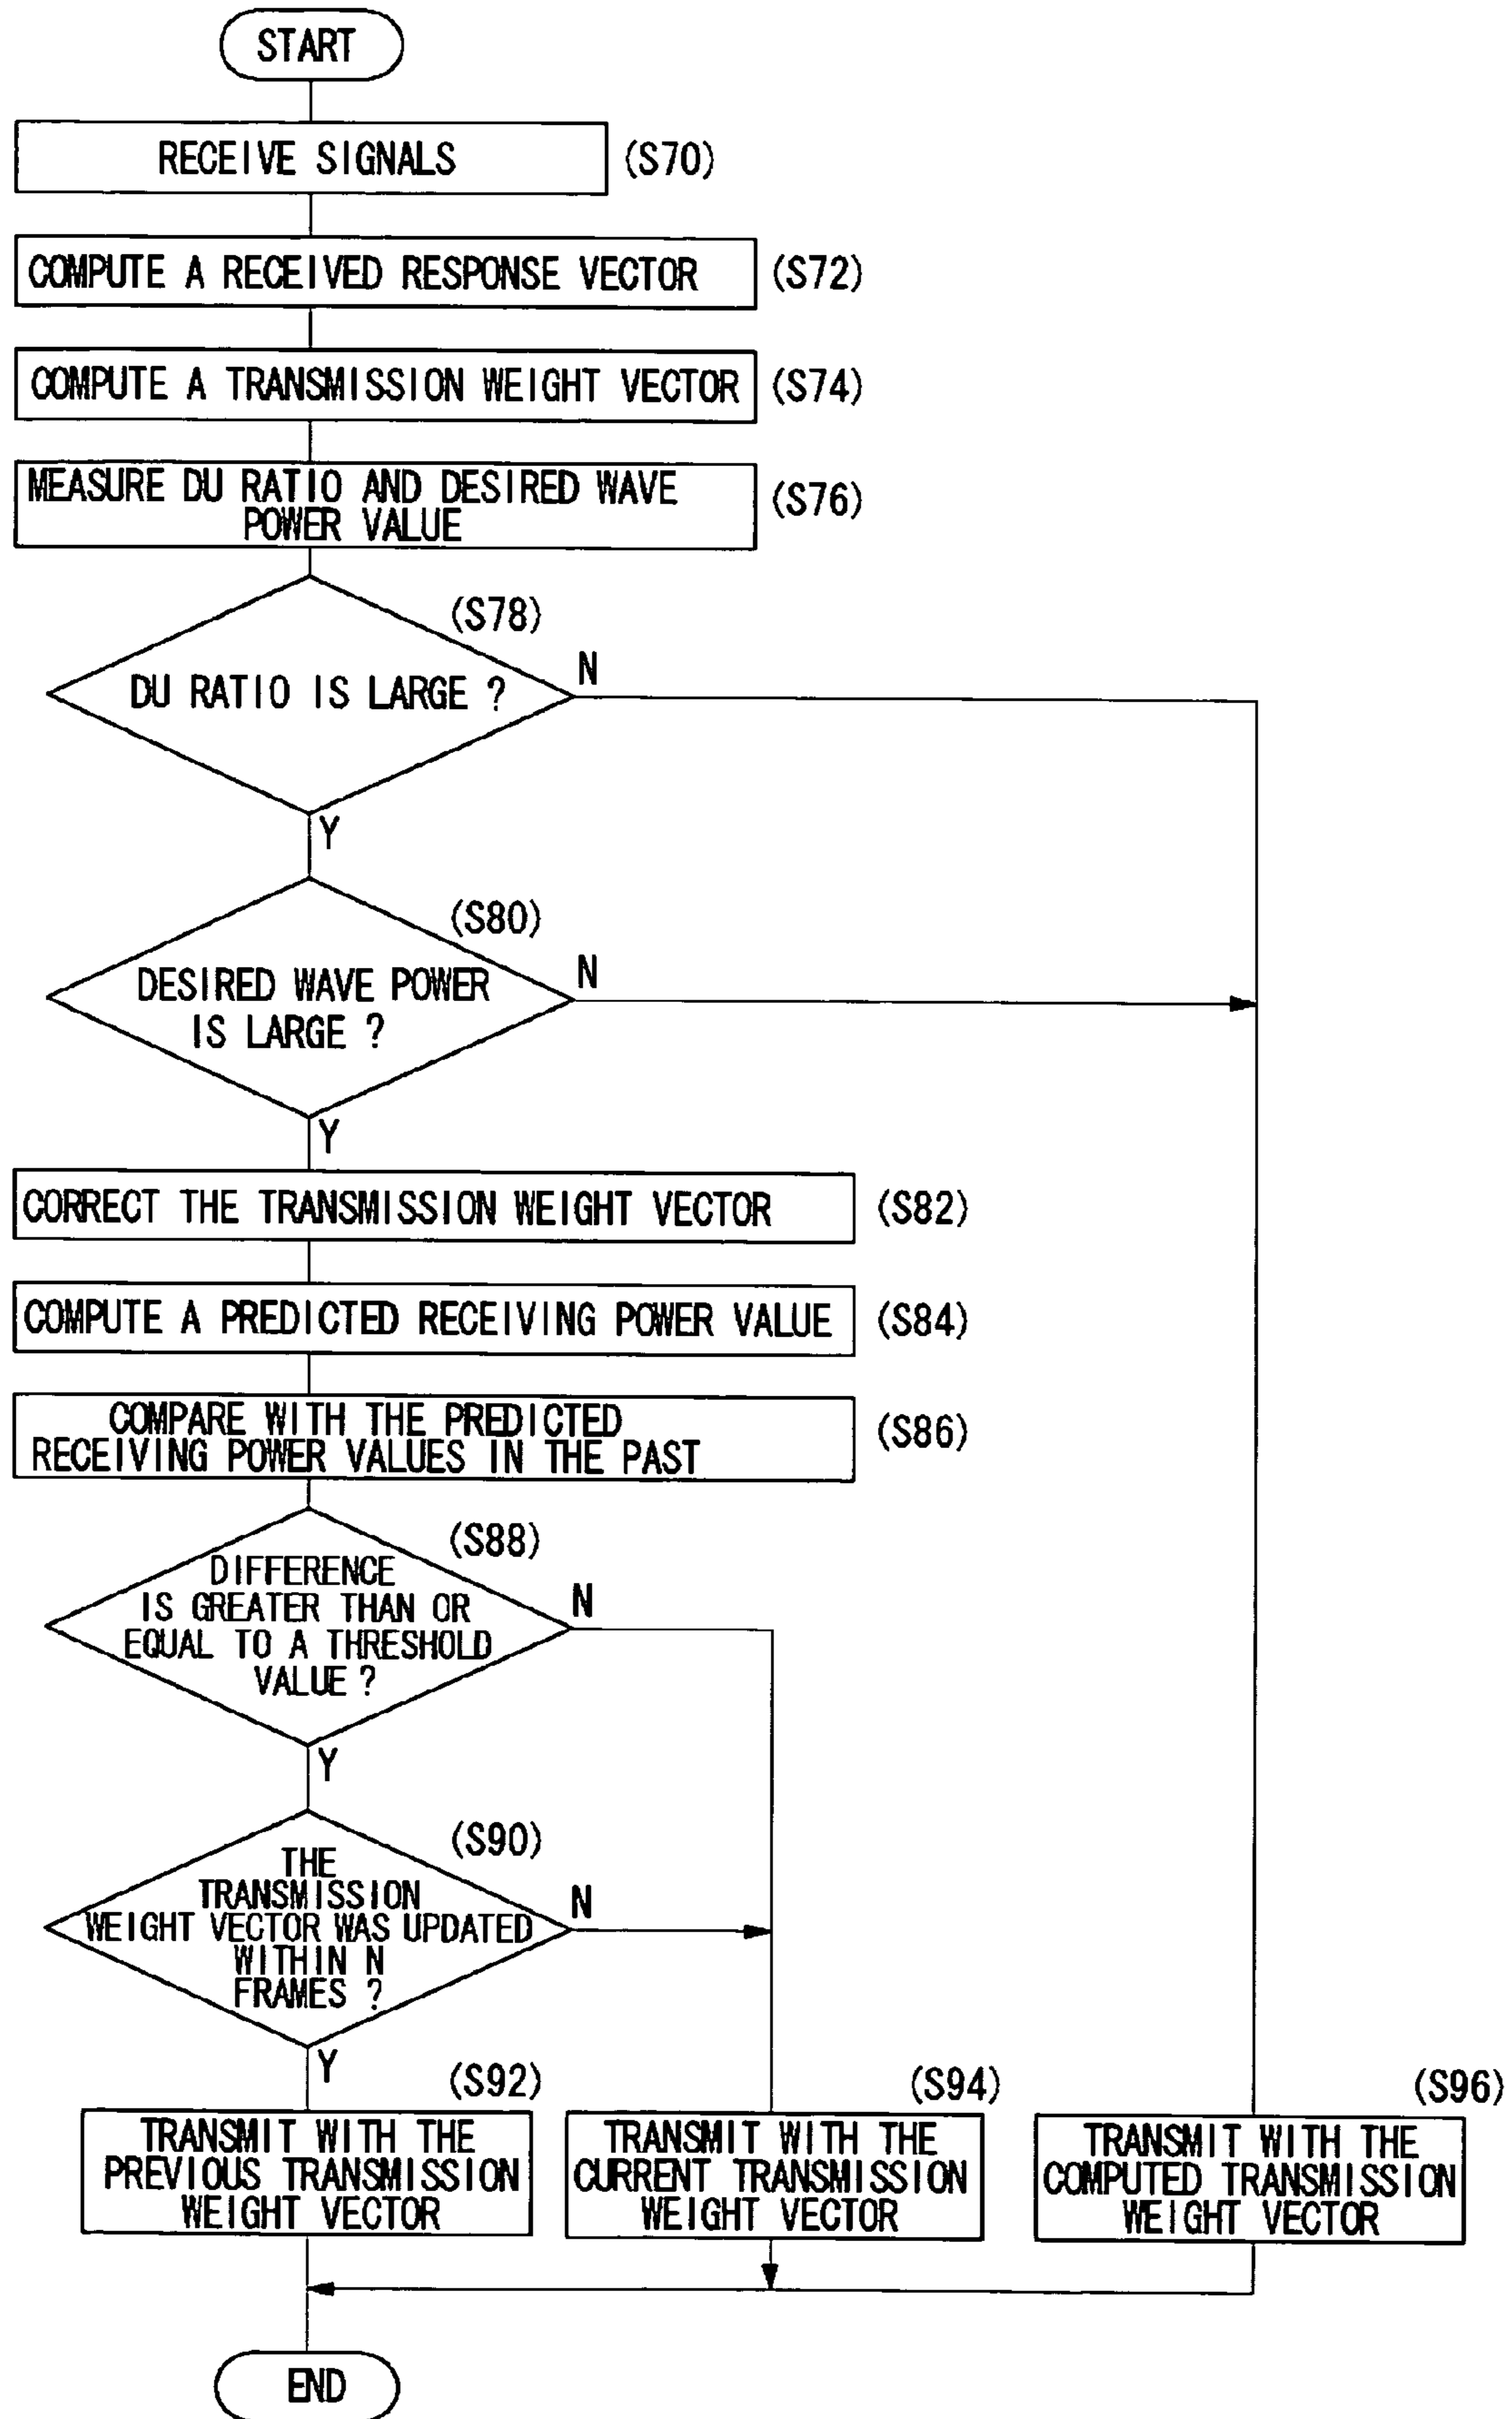 START
RECEIVE SIGNALS (S70)
COMPUTE A RECEIVED RESPONSE VECTOR (S72)
COMPUTE A TRANSMISSION WEIGHT VECTOR (S74)
MEASURE DU RATIO AND DESIRED WAVE
POWER VALUE
(S76)
(S78)
DU RATIO IS LARGE ?
N
Y
(S80)
DESIRED WAVE POWER
IS LARGE ?
N
Y
CORRECT THE TRANSMISSION WEIGHT VECTOR (S82)
COMPUTE A PREDICTED RECEIVING POWER VALUE (S84)
COMPARE WITH THE PREDICTED
RECEIVING POWER VALUES IN THE PAST
(S86)
(S88)
DIFFERENCE
IS GREATER THAN OR
EQUAL TO A THRESHOLD
VALUE ?
N
Y
(S90)
THE
TRANSMISSION
WEIGHT VECTOR WAS UPDATED
WITHIN N
FRAMES ?
N
Y
(S92)
TRANSMIT WITH THE
PREVIOUS TRANSMISSION
WEIGHT VECTOR
(S94)
TRANSMIT WITH THE
CURRENT TRANSMISSION
WEIGHT VECTOR
(S96)
TRANSMIT WITH THE
COMPUTED TRANSMISSION
WEIGHT VECTOR
END